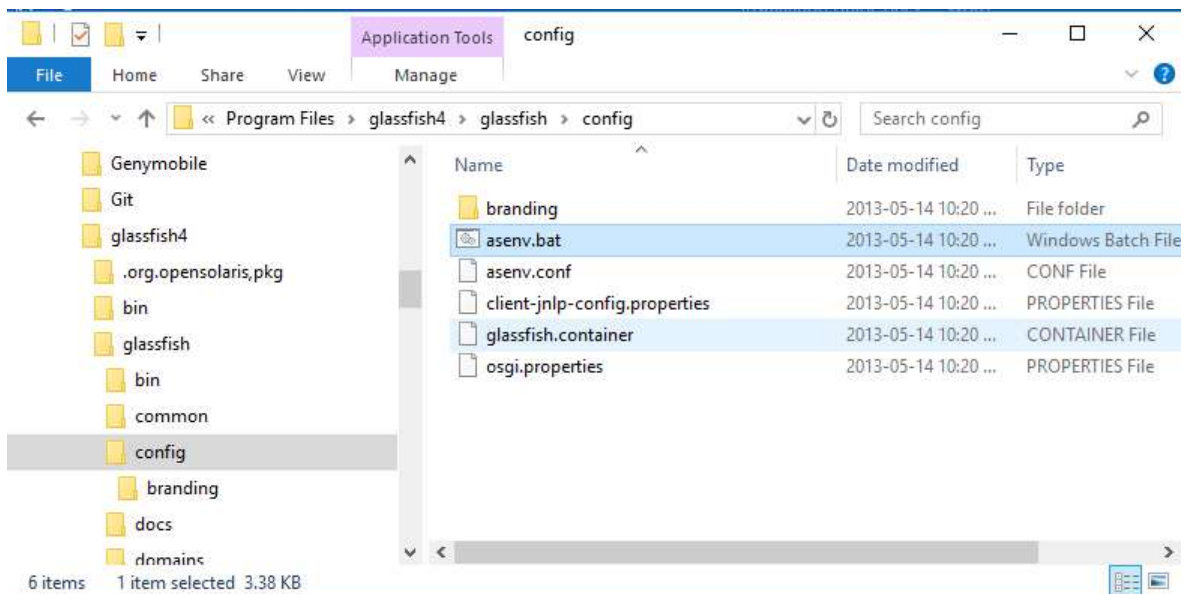 Application Tools config
File Home Share View Manage
« Program Files > glassfish4 > glassfish > config Search config
Genymobile
Git
glassfish4
.org.opensolaris,pkg
bin
glassfish
bin
common
config
branding
docs
domains
Name Date modified Type
branding 2013-05-14 10:20 ... File folder
asenv.bat 2013-05-14 10:20 ... Windows Batch File
asenv.conf 2013-05-14 10:20 ... CONF File
client-jnlp-config.properties 2013-05-14 10:20 ... PROPERTIES File
glassfish.container 2013-05-14 10:20 ... CONTAINER File
osgi.properties 2013-05-14 10:20 ... PROPERTIES File
6 items 1 item selected 3.38 KB